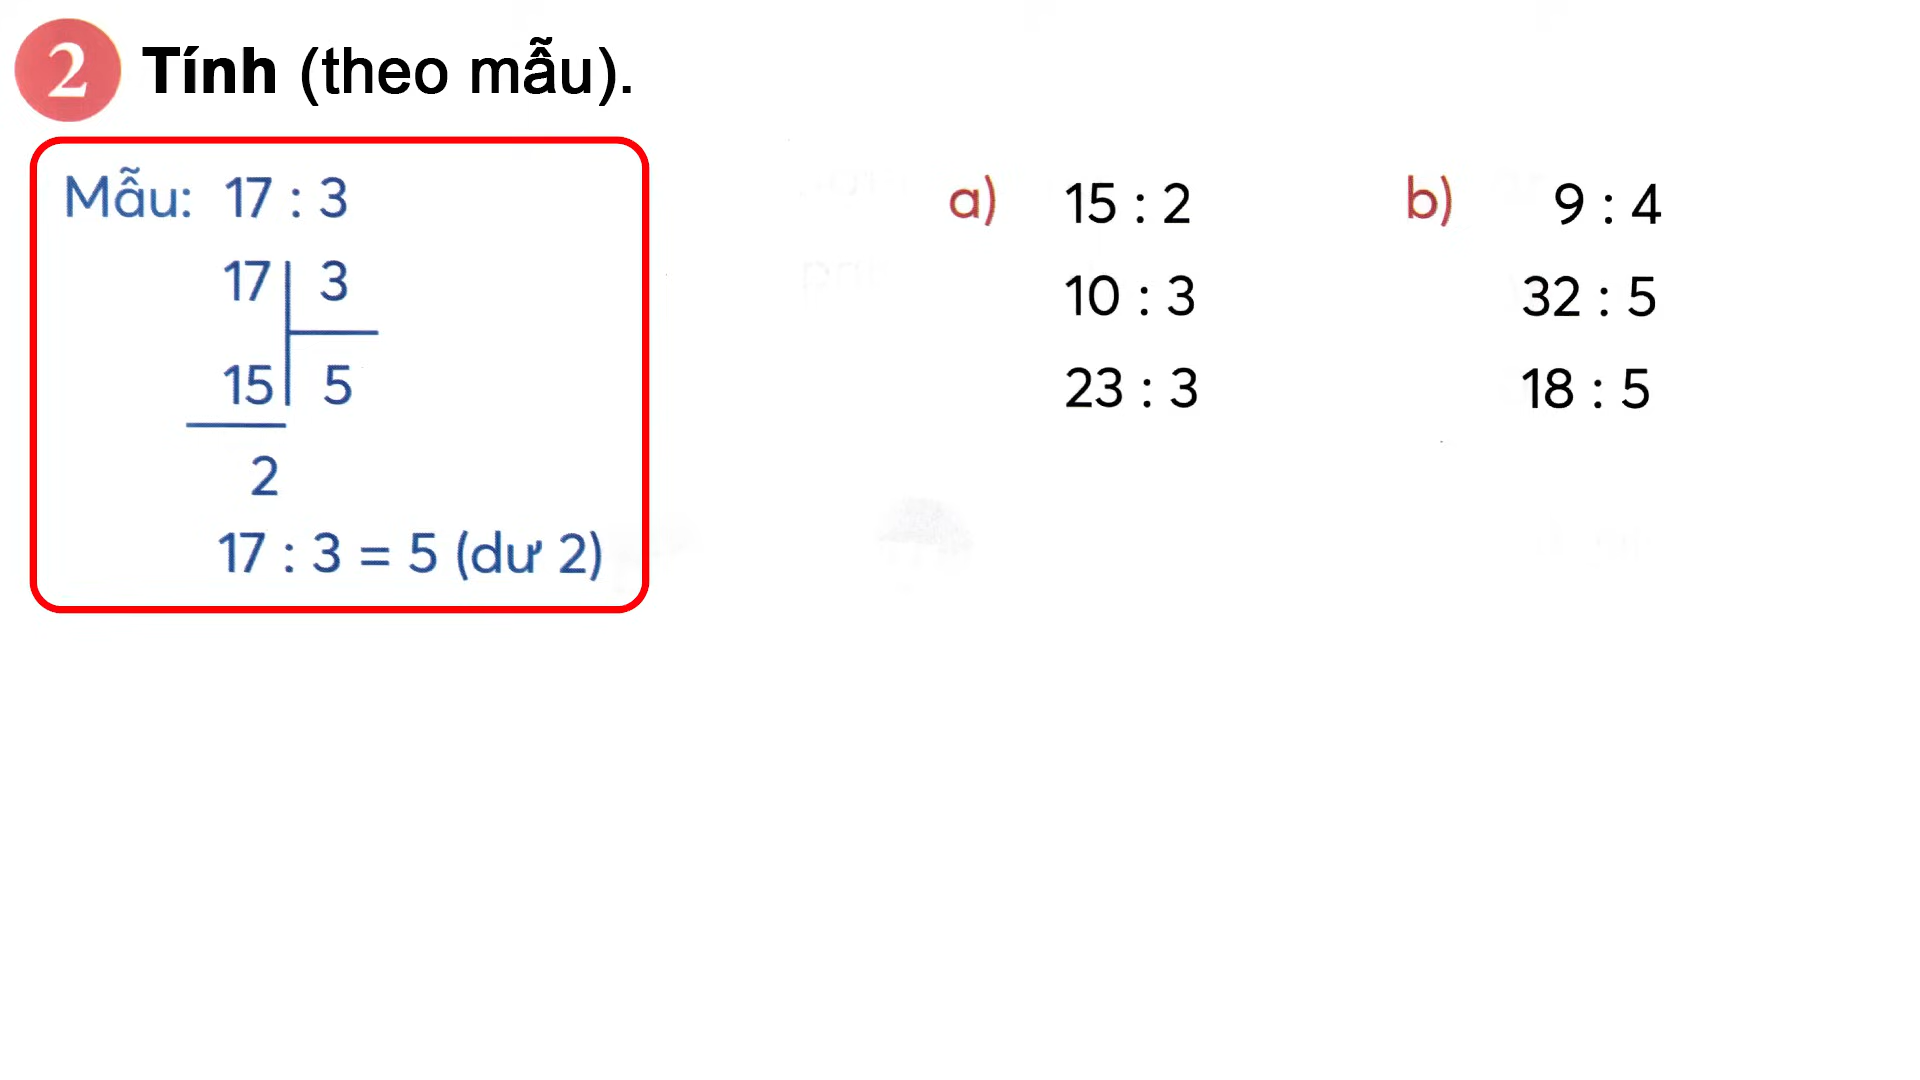 2 Tính (theo mẫu).
Mẫu: 17 : 3
17 3
15 5
2
17 : 3 = 5 (dư 2)
a) 15 : 2
10 : 3
23 : 3
b) 9 : 4
32 : 5
18 : 5